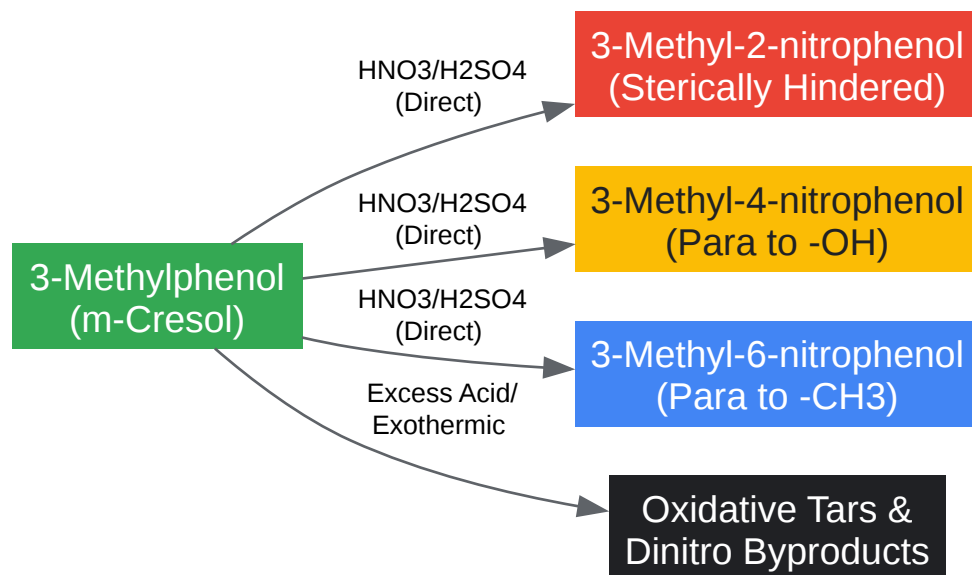 3-Methyl-2-nitrophenol
(Sterically Hindered)
HNO3/H2SO4
(Direct)
3-Methyl-4-nitrophenol
(Para to -OH)
HNO3/H2SO4
(Direct)
3-Methylphenol
(m-Cresol)
HNO3/H2SO4
(Direct)
3-Methyl-6-nitrophenol
(Para to -CH3)
Excess Acid/
Exothermic
Oxidative Tars &
Dinitro Byproducts